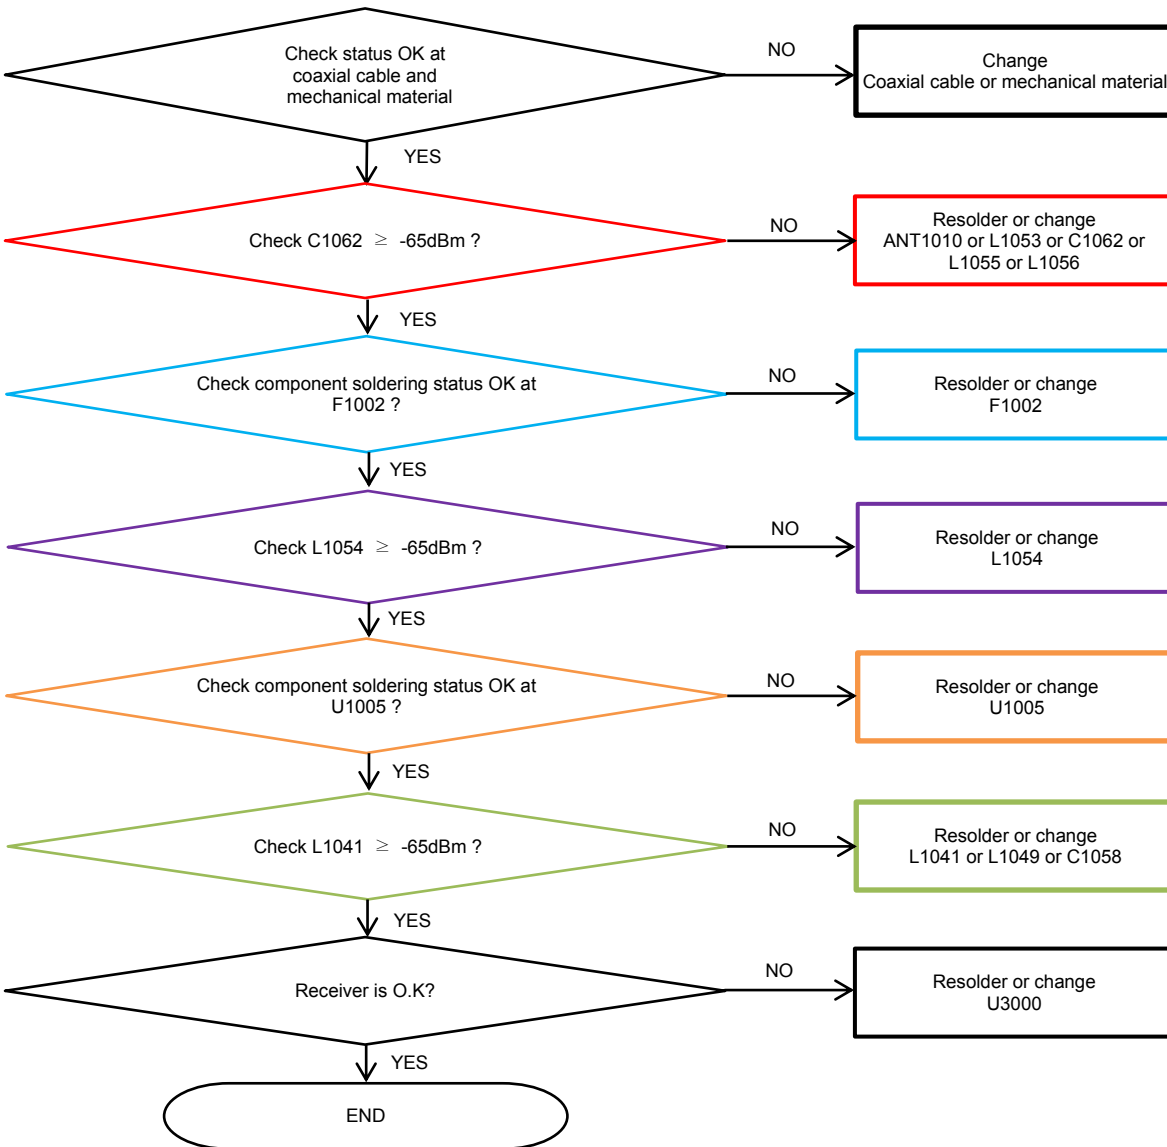 Check status OK at
coaxial cable and
mechanical material
NO
Change
Coaxial cable or mechanical material
YES
Check C1062 ≥ -65dBm ?
NO
Resolder or change
ANT1010 or L1053 or C1062 or
L1055 or L1056
YES
Check component soldering status OK at
F1002 ?
NO
Resolder or change
F1002
YES
Check L1054 ≥ -65dBm ?
NO
Resolder or change
L1054
YES
Check component soldering status OK at
U1005 ?
NO
Resolder or change
U1005
YES
Check L1041 ≥ -65dBm ?
NO
Resolder or change
L1041 or L1049 or C1058
YES
Receiver is O.K?
NO
Resolder or change
U3000
YES
END